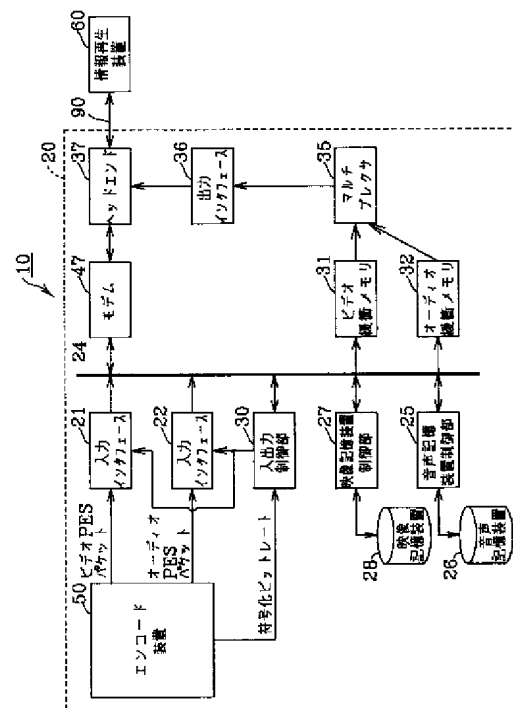 10
20
50
エンコード
装置
ビデオPES
パケット
オーディオ
PES
パケット
符号化ビットレート
21
入力
インタフェース
22
入力
インタフェース
30
入出力
制御部
27
映像記憶装置
制御部
28
映像
記憶装置
25
音声記憶
装置制御部
26
音声
記憶装置
24
47
モデム
37
ヘッドエンド
36
出力
インタフェース
35
マルチ
プレクサ
31
ビデオ
緩衝メモリ
32
オーディオ
緩衝メモリ
90
60
情報再生
装置